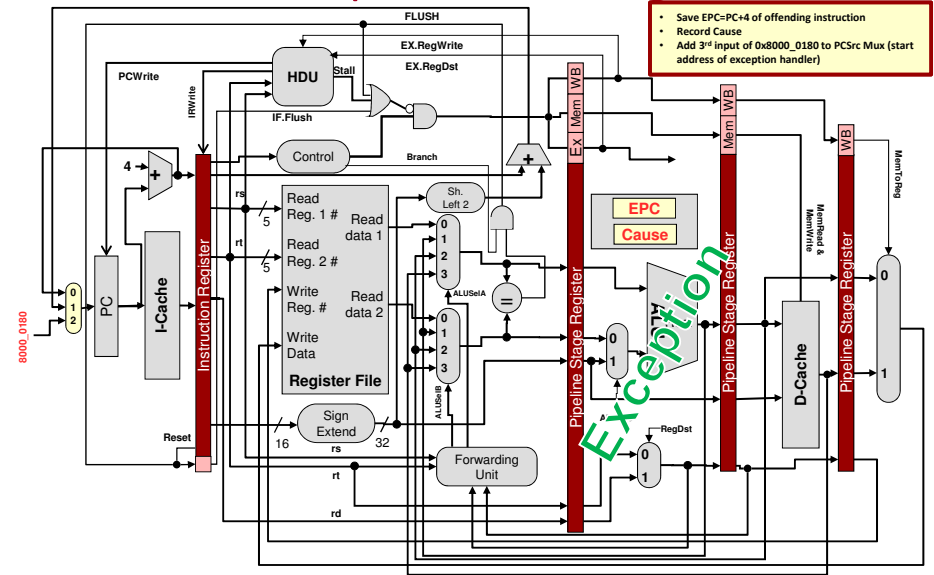 FLUSH
• Save EPC=PC+4 of offending instruction
• Record Cause
• Add 3rd input of 0x8000_0180 to PCSrc Mux (start
address of exception handler)
EX.RegWrite
EX.RegDst
HDU
Stall
PCWrite
IRWrite
IF.Flush
WB
Mem
Ex
WB
Mem
WB
MemToReg
Control
Branch
+
4
+
rs
5
rt
5
Read
Reg. 1 #
Read
Reg. 2 #
Write
Reg. #
Write
Data
Read
data 1
Read
data 2
Register File
Sh.
Left 2
0
1
2
3
ALUSelA
=
0
1
2
3
ALUSelB
EPC
Cause
MemRead &
MemWrite
8000_0180
0
1
2
PC
I-Cache
Instruction Register
Pipeline Stage Register
0
1
Exception
Pipeline Stage Register
D-Cache
Pipeline Stage Register
0
1
Reset
16
Sign
Extend
32
rs
rt
rd
Forwarding
Unit
RegDst
0
1